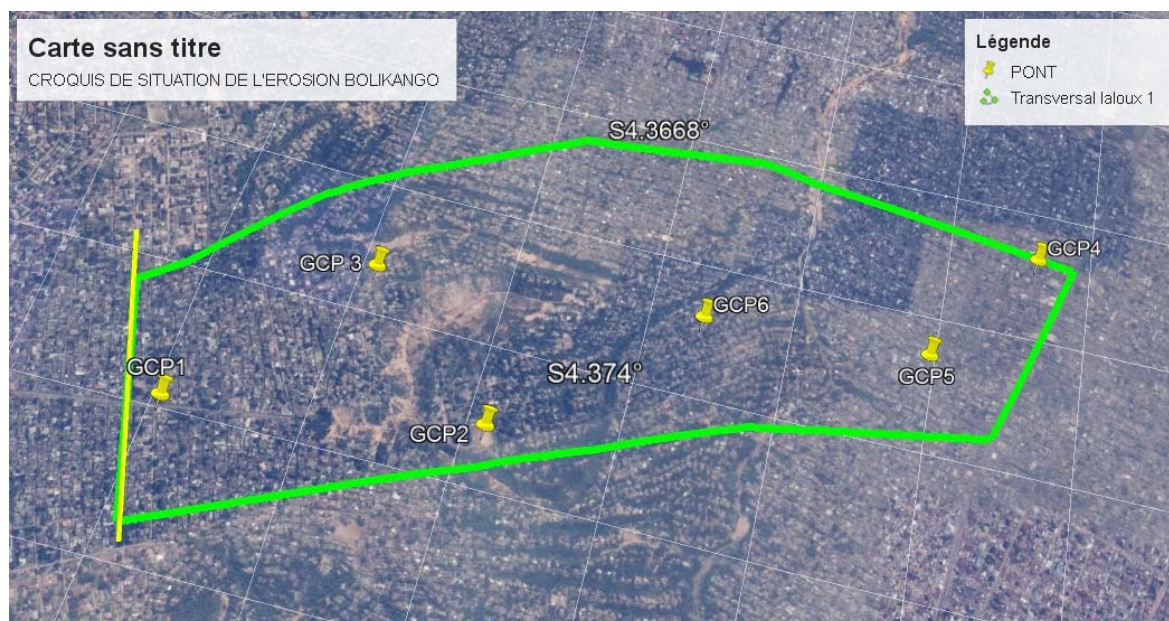 Carte sans titre
CROQUIS DE SITUATION DE L'EROSION BOLIKANGO
Légende
PONT
Transversal laloux 1
S4.3668°
GCP 3
GCP4
GCP6
GCP1
S4.374°
GCP5
GCP2